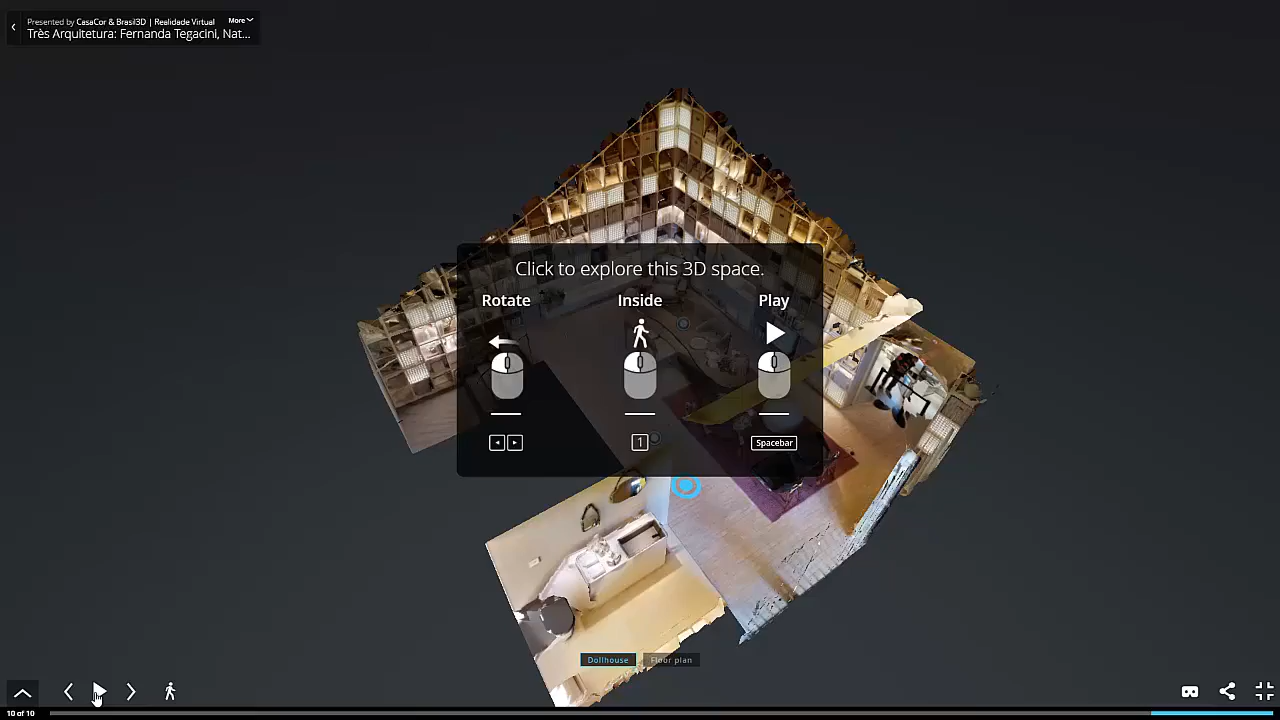 Presented by CasaCor & Brasil3D | Realidade Virtual
More
Très Arquitetura: Fernanda Tegacini, Nat...
Click to explore this 3D space.
Rotate
Inside
Play
1
Spacebar
Dollhouse
Floor plan
10 of 10